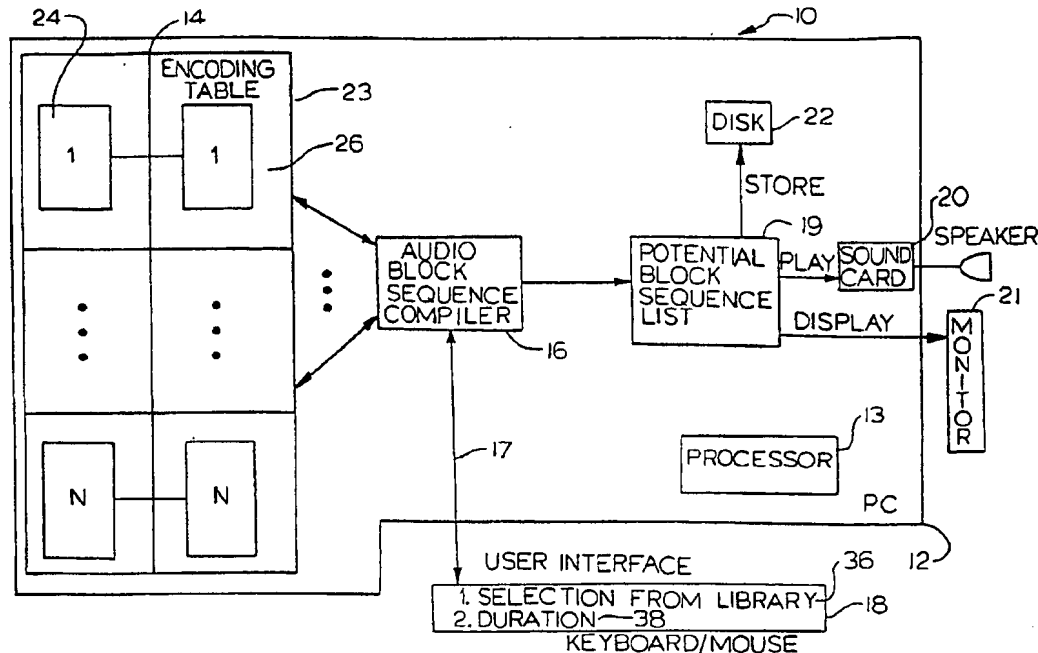 24
14
10
ENCODING
TABLE
23
1
1
26
DISK
22
STORE
19
20
SPEAKER
AUDIO
BLOCK
SEQUENCE
COMPILER
16
POTENTIAL
BLOCK
SEQUENCE
LIST
PLAY
SOUND
CARD
21
DISPLAY
MONITOR
17
13
PROCESSOR
N
N
PC
12
USER INTERFACE
36
1. SELECTION FROM LIBRARY
18
2. DURATION 38
KEYBOARD/MOUSE